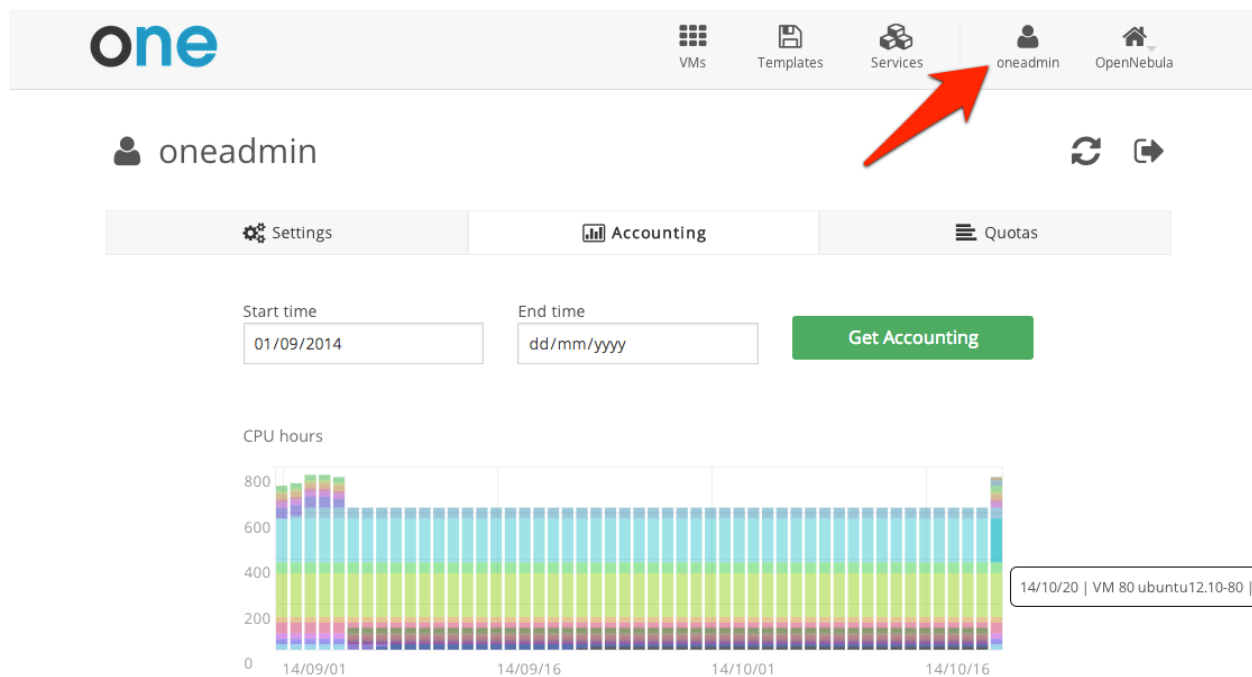 one
VMs Templates Services oneadmin OpenNebula
oneadmin
Settings Accounting Quotas
Start time End time
01/09/2014 dd/mm/yyyy Get Accounting
CPU hours
800
600
400
14/10/20 | VM 80 ubuntu12.10-80 |
200
0
14/09/01 14/09/16 14/10/01 14/10/16